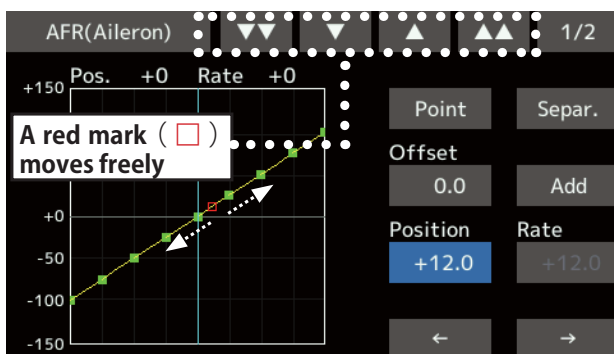 AFR(Aileron) ▼▼ ▼ ▲ ▲▲ 1/2
Pos. +0 Rate +0
+150
A red mark (□)
moves freely
+0
-50
-100
-150
Point Separ.
Offset
0.0 Add
Position Rate
+12.0 +12.0
← →